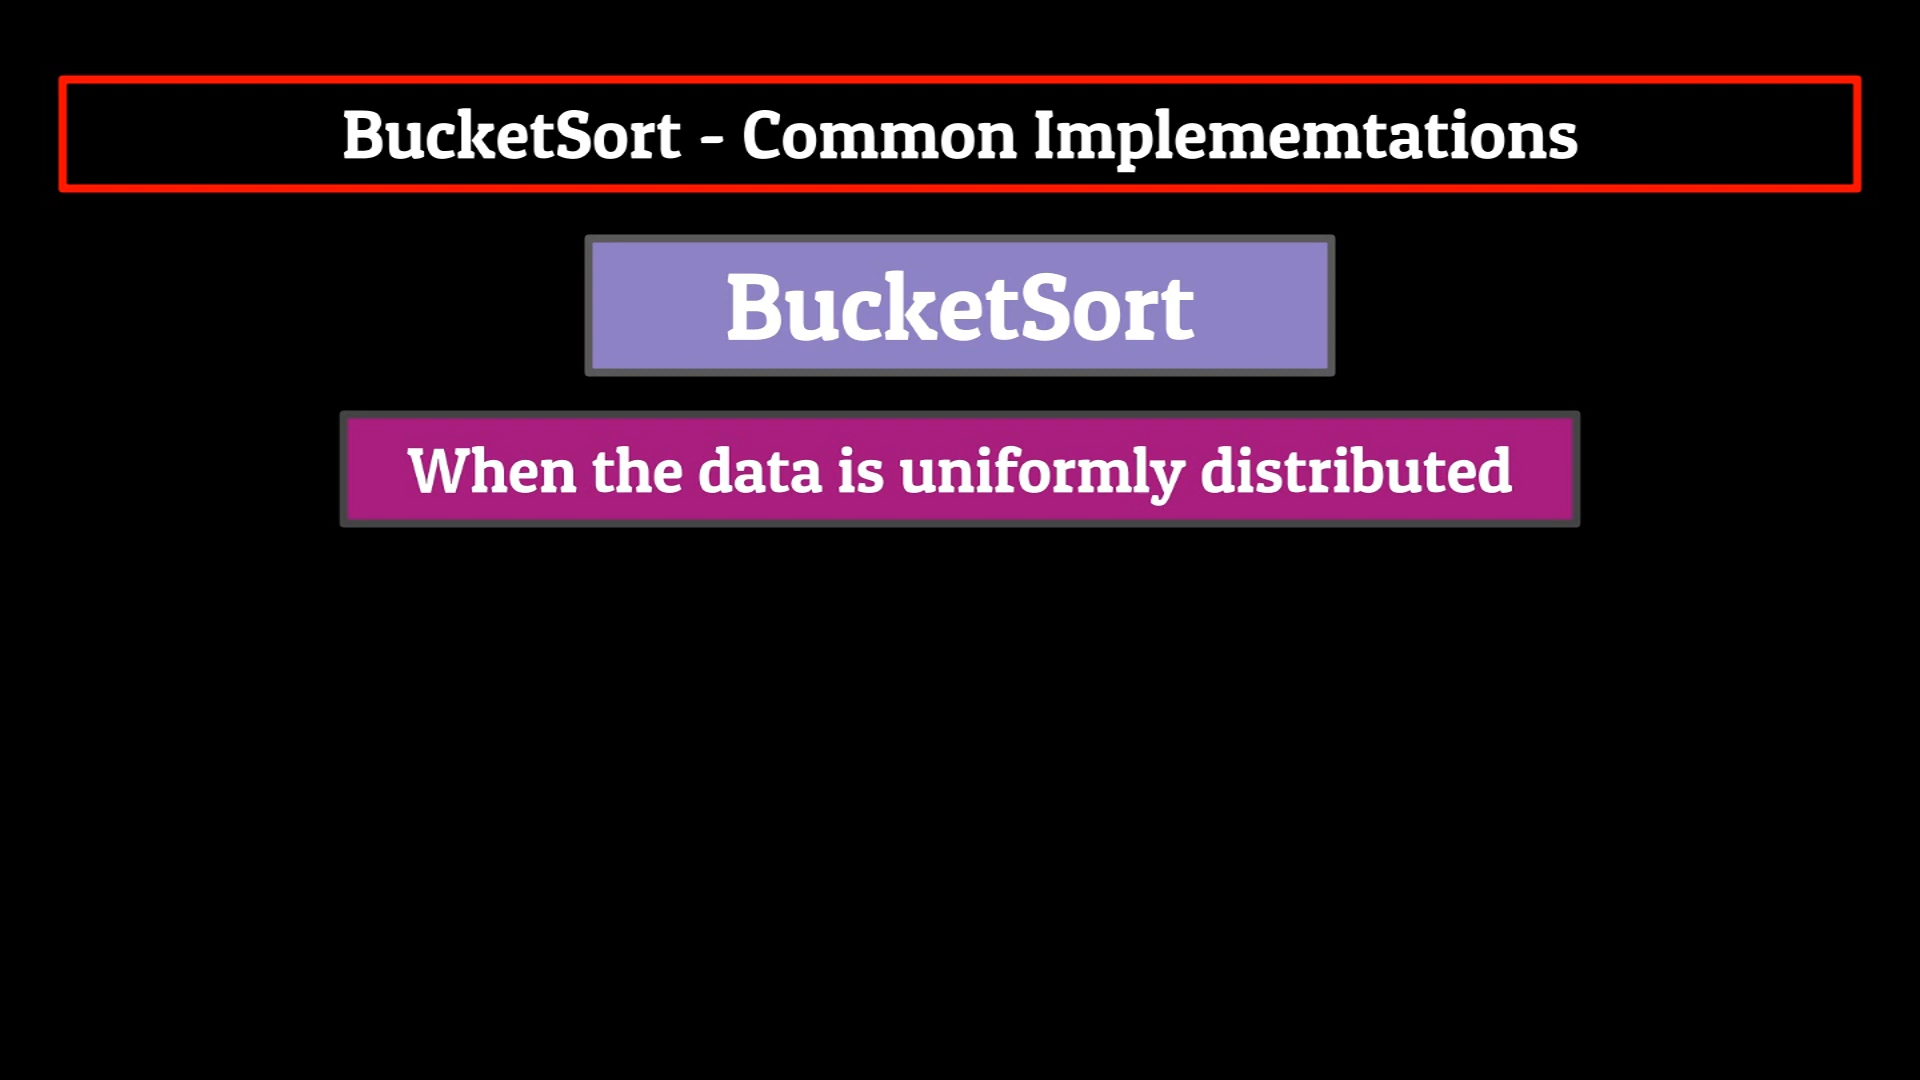 BucketSort - Common Implememtations
BucketSort
When the data is uniformly distributed